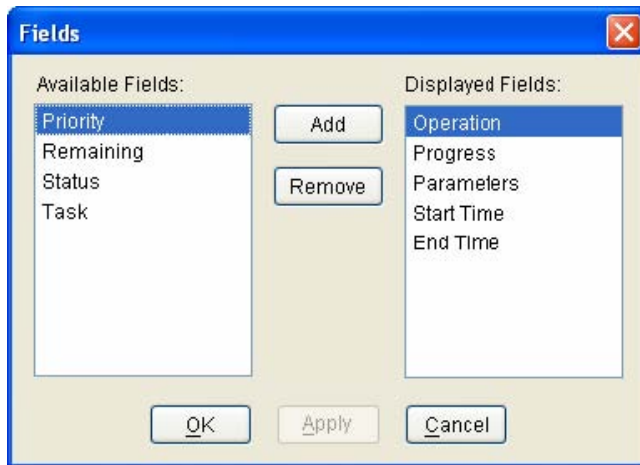 Fields
Available Fields:
Priority
Remaining
Status
Task
Add
Remove
Displayed Fields:
Operation
Progress
Parameters
Start Time
End Time
OK
Apply
Cancel